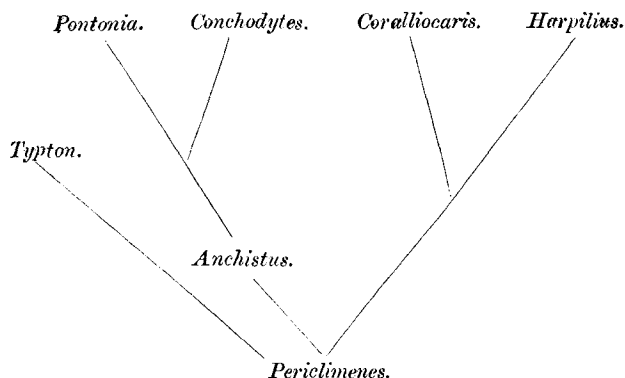 Pontonia. Conchodytes. Coralliocaris. Harpilius.
Typton.
Anchistus.
Periclimenes.